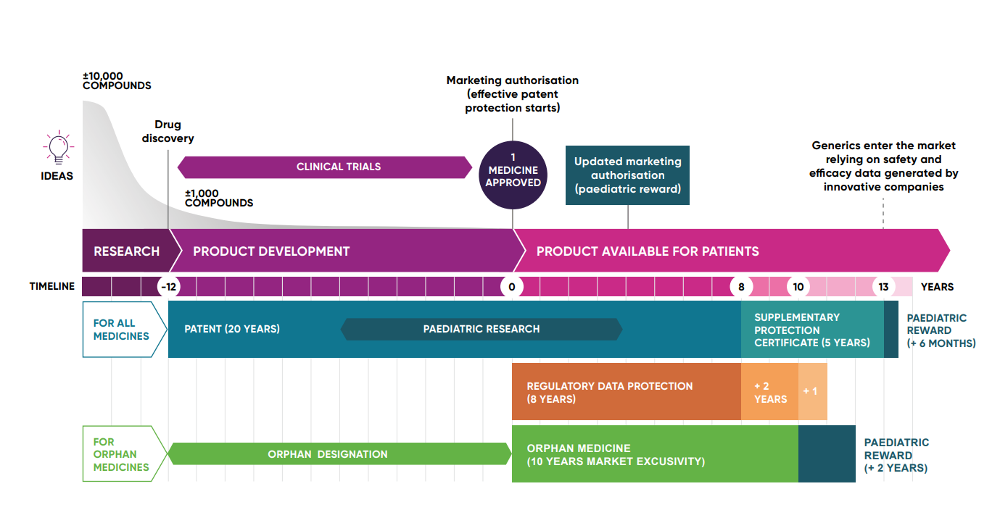 ±10,000
COMPOUNDS
Drug
discovery
IDEAS
CLINICAL TRIALS
±1,000
COMPOUNDS
Marketing authorisation
(effective patent
protection starts)
1
MEDICINE
APPROVED
Updated marketing
authorisation
(paediatric reward)
Generics enter the market
relying on safety and
efficacy data generated by
innovative companies
RESEARCH
PRODUCT DEVELOPMENT
PRODUCT AVAILABLE FOR PATIENTS
TIMELINE
-12
0
8
10
13
YEARS
FOR ALL
MEDICINES
PATENT (20 YEARS)
PAEDIATRIC RESEARCH
SUPPLEMENTARY
PROTECTION
CERTIFICATE (5 YEARS)
PAEDIATRIC
REWARD
(+ 6 MONTHS)
REGULATORY DATA PROTECTION
(8 YEARS)
+ 2
YEARS
+ 1
FOR
ORPHAN
MEDICINES
ORPHAN DESIGNATION
ORPHAN MEDICINE
(10 YEARS MARKET EXCUSIVITY)
PAEDIATRIC
REWARD
(+ 2 YEARS)